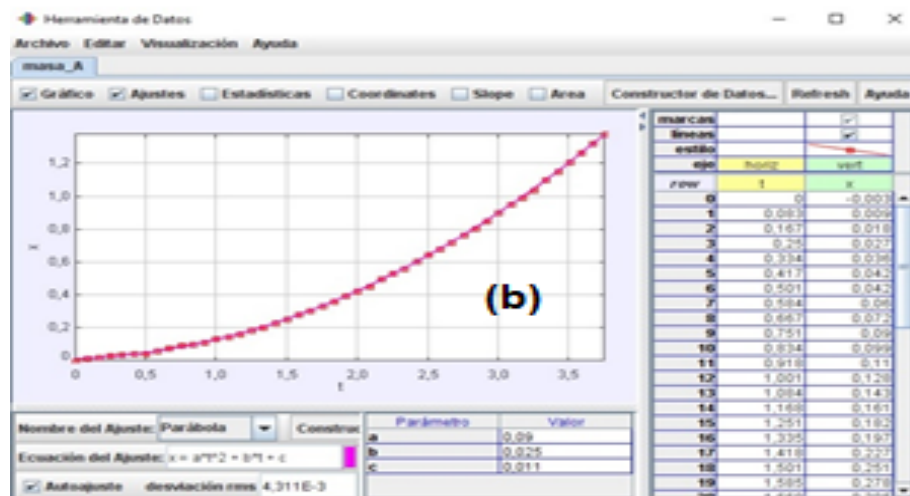 Herramienta de Datos
Archivo Editar Visualización Ayuda
masa_A
Gráfico Ajustes Estadísticas Coordinates Slope Area Constructor de Datos... Refresh Ayuda
marcas
líneas
estilo
eje horiz vert
row t x
0 0 -0,003
1 0,083 0,009
2 0,167 0,018
3 0,25 0,027
4 0,334 0,036
5 0,417 0,042
6 0,501 0,042
7 0,584 0,06
8 0,667 0,072
9 0,751 0,09
10 0,834 0,099
11 0,918 0,11
12 1,001 0,128
13 1,084 0,143
14 1,168 0,161
15 1,251 0,182
16 1,335 0,197
17 1,418 0,227
18 1,501 0,251
19 1,585 0,278
1,2
1,0
0,8
x
0,6
0,4
0,2
0
0 0,5 1,0 1,5 2,0 2,5 3,0 3,5
t
(b)
Nombre del Ajuste: Parábola Construc
Ecuación del Ajuste: x = a*t^2 + b*t + c
Autoajuste desviación rms 4,311E-3
Parámetro Valor
a 0,09
b 0,025
c 0,011